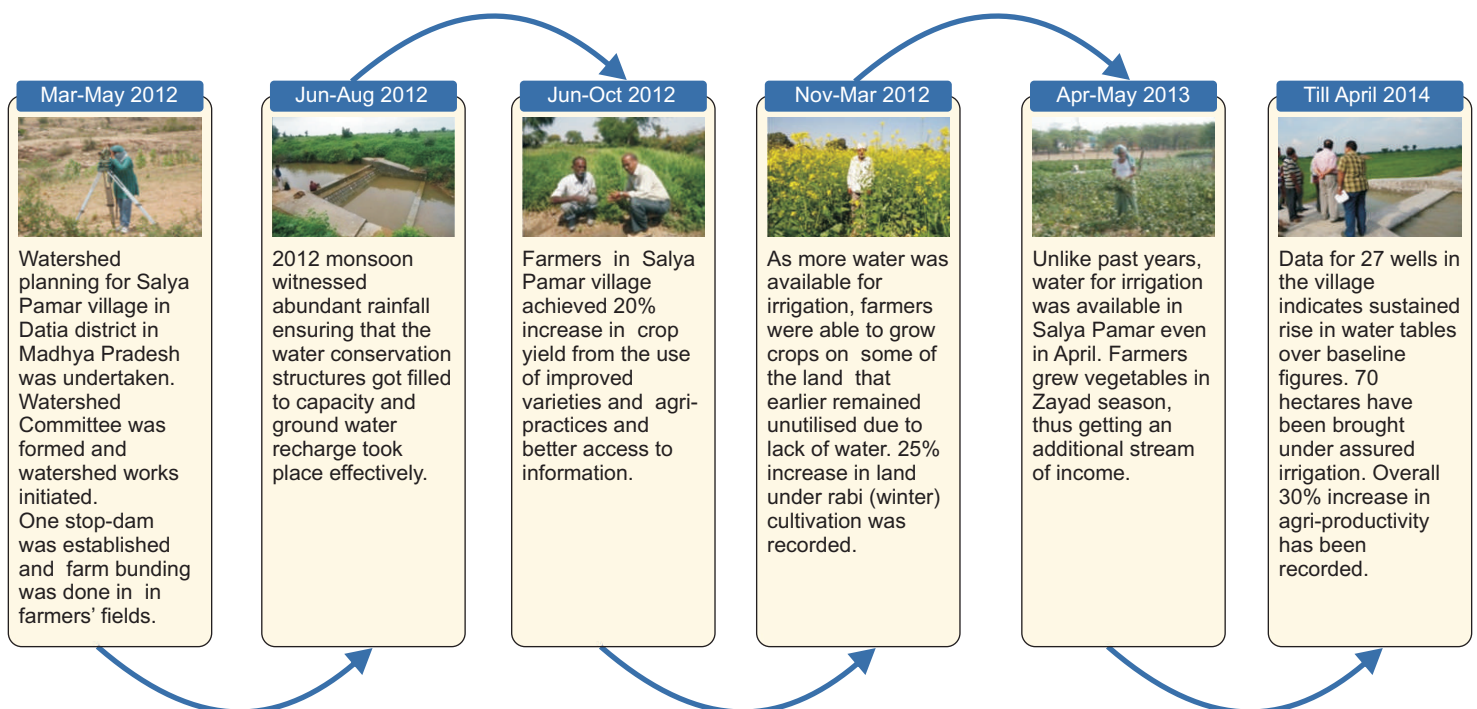 Mar-May 2012
Watershed
planning for Salya
Pamar village in
Datia district in
Madhya Pradesh
was undertaken.
Watershed
Committee was
formed and
watershed works
initiated.
One stop-dam
was established
and farm bunding
was done in in
farmers' fields.
Jun-Aug 2012
2012 monsoon
witnessed
abundant rainfall
ensuring that the
water conservation
structures got filled
to capacity and
ground water
recharge took
place effectively.
Jun-Oct 2012
Farmers in Salya
Pamar village
achieved 20%
increase in crop
yield from the use
of improved
varieties and agri-
practices and
better access to
information.
Nov-Mar 2012
As more water was
available for
irrigation, farmers
were able to grow
crops on some of
the land that
earlier remained
unutilised due to
lack of water. 25%
increase in land
under rabi (winter)
cultivation was
recorded.
Apr-May 2013
Unlike past years,
water for irrigation
was available in
Salya Pamar even
in April. Farmers
grew vegetables in
Zayad season,
thus getting an
additional stream
of income.
Till April 2014
Data for 27 wells in
the village
indicates sustained
rise in water tables
over baseline
figures. 70
hectares have
been brought
under assured
irrigation. Overall
30% increase in
agri-productivity
has been
recorded.